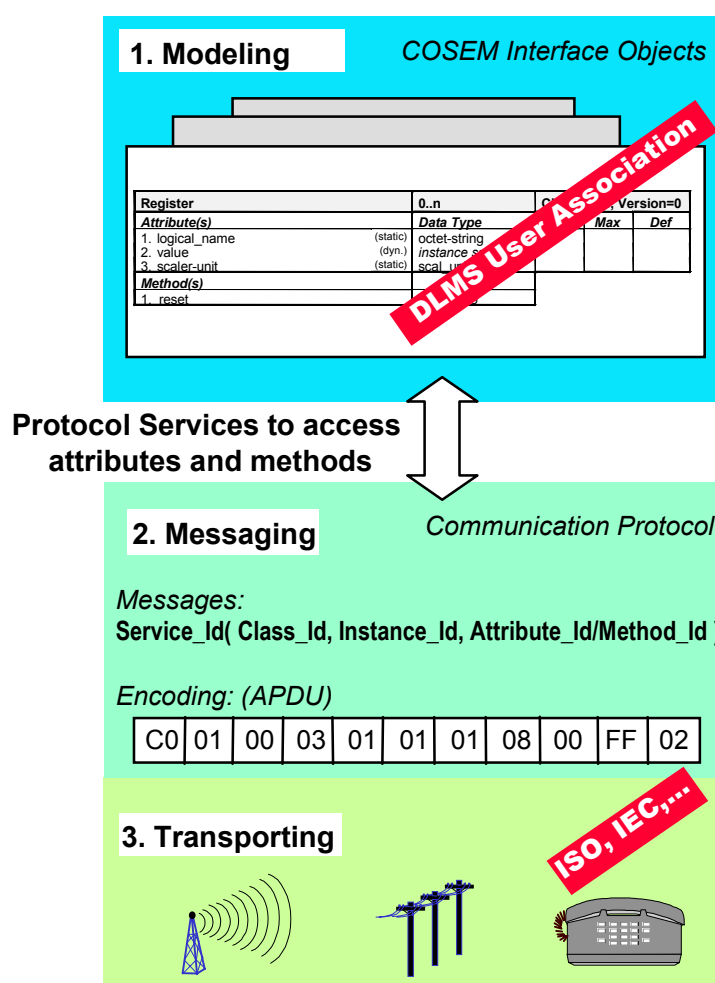 1. Modeling
COSEM Interface Objects
DLMS User Association
Register 0..n Version=0
Attribute(s) Data Type Max Def
1. logical_name (static) octet-string
2. value (dyn.) instance
3. scaler-unit (static)
Method(s)
1. reset
Protocol Services to access
attributes and methods
2. Messaging
Communication Protocol
Messages:
Service_Id( Class_Id, Instance_Id, Attribute_Id/Method_Id )
Encoding: (APDU)
C0 01 00 03 01 01 01 08 00 FF 02
3. Transporting
ISO, IEC,...